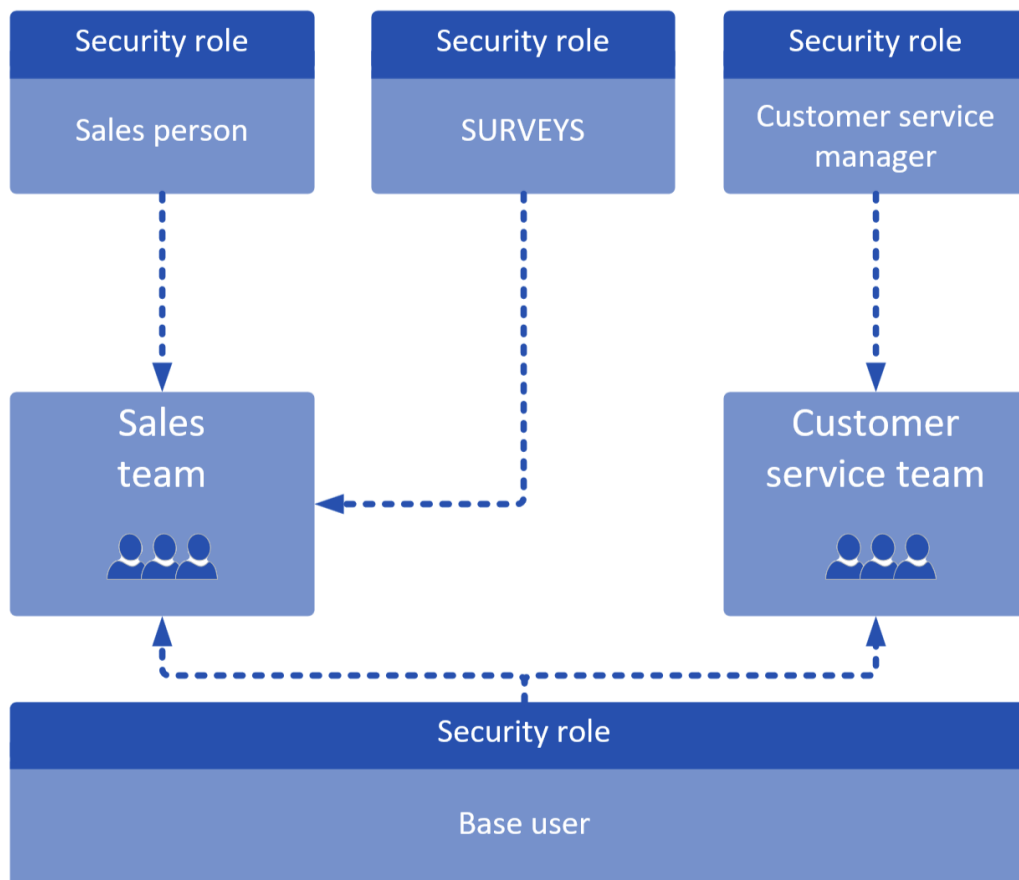 Security role
Sales person
Security role
SURVEYS
Security role
Customer service
manager
Sales
team
Customer
service team
Security role
Base user